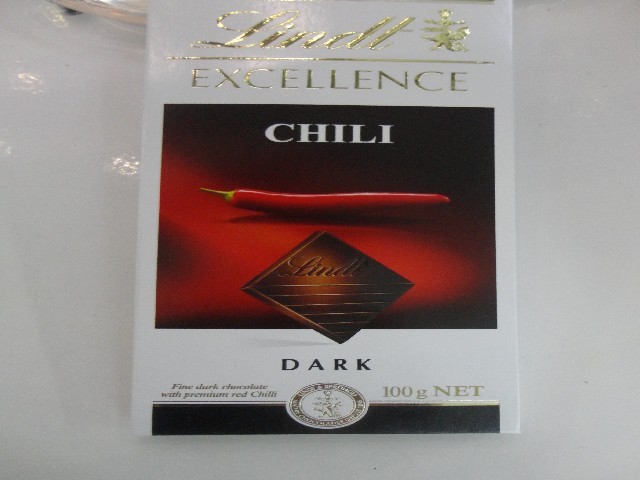 Lindt
EXCELLENCE
CHILI
Lindt
DARK
Fine dark chocolate
with premium red Chilli
100 g NET